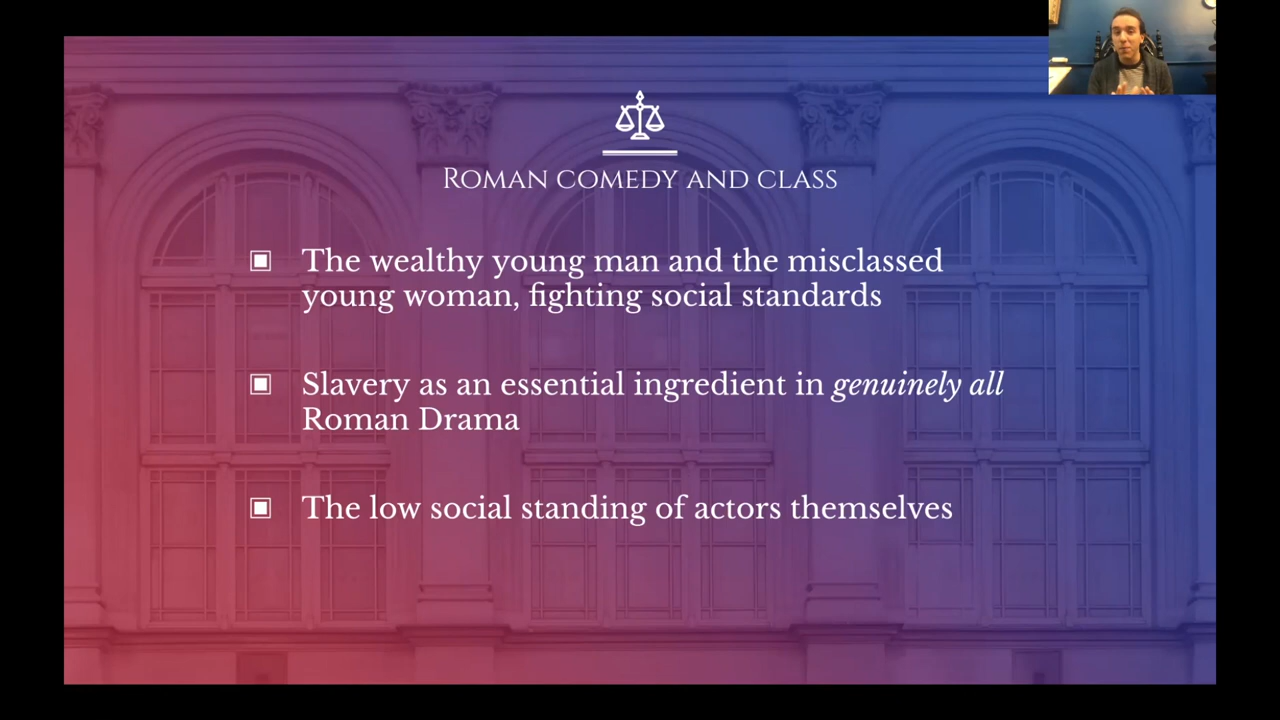 Roman comedy and class
The wealthy young man and the misclassed
young woman, fighting social standards
Slavery as an essential ingredient in genuinely all
Roman Drama
The low social standing of actors themselves